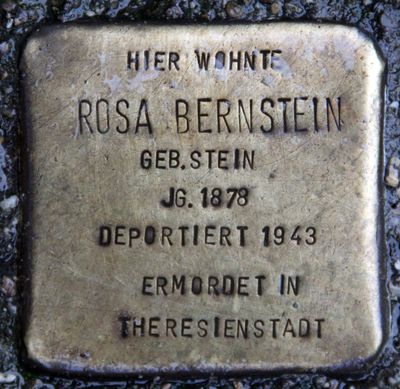 HIER WOHNTE
ROSA BERNSTEIN
GEB.STEIN
JG. 1878
DEPORTIERT 1943
ERMORDET IN
THERESIENSTADT